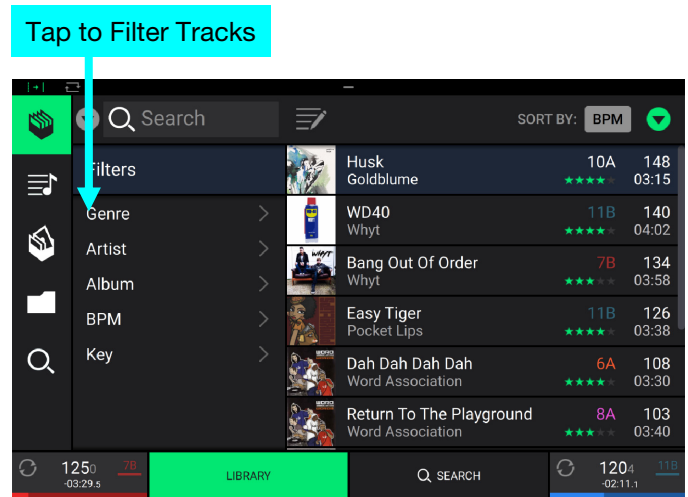 Tap to Filter Tracks
Search
SORT BY: BPM
Filters
Genre
Artist
Album
BPM
Key
Husk 10A 148
Goldblume 03:15
WD40 11B 140
Whyt 04:02
Bang Out Of Order 7B 134
Whyt 03:58
Easy Tiger 11B 126
Pocket Lips 03:38
Dah Dah Dah Dah 6A 108
Word Association 03:30
Return To The Playground 8A 103
Word Association 03:40
1250 7B
-03:29.5
LIBRARY
SEARCH
1204 11B
-02:11.1